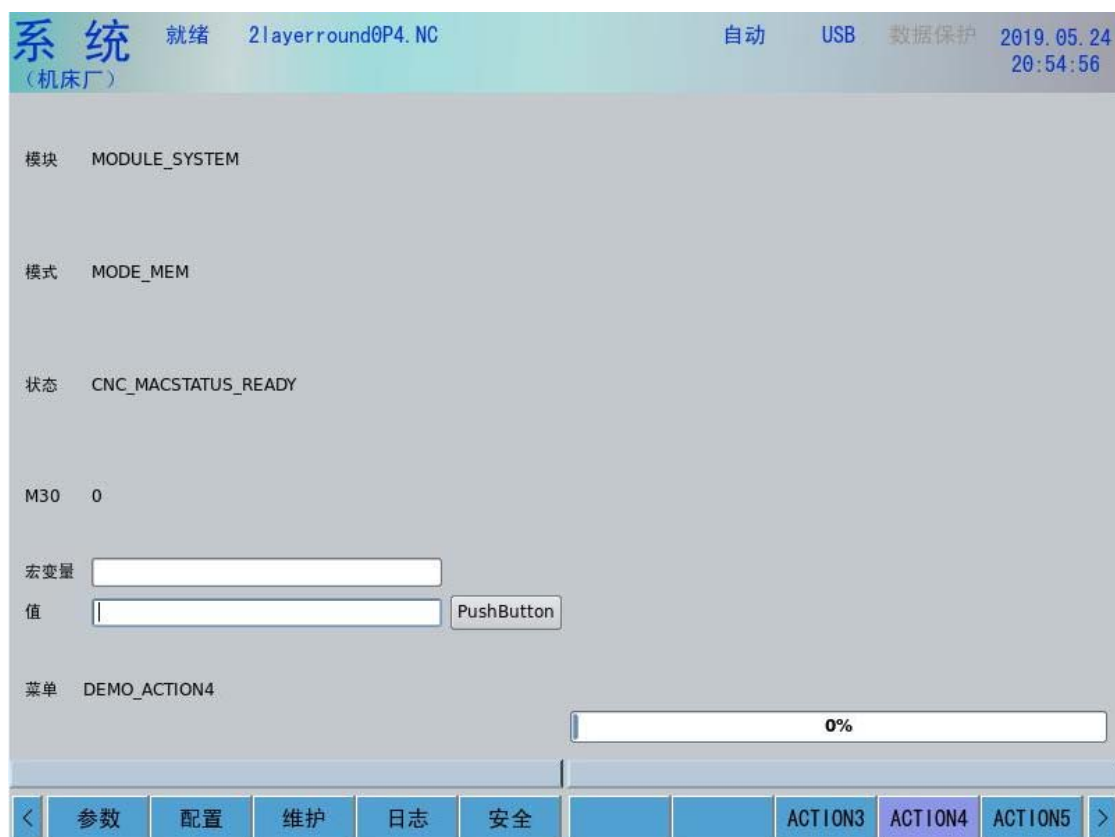 系 统 就绪 2layerround0P4.NC 自动 USB 数据保护 2019.05.24
（机床厂） 20:54:56
模块 MODULE_SYSTEM
模式 MODE_MEM
状态 CNC_MACSTATUS_READY
M30 0
宏变量
值 PushButton
菜单 DEMO_ACTION4
0%
< 参数 配置 维护 日志 安全 ACTION3 ACTION4 ACTION5 >